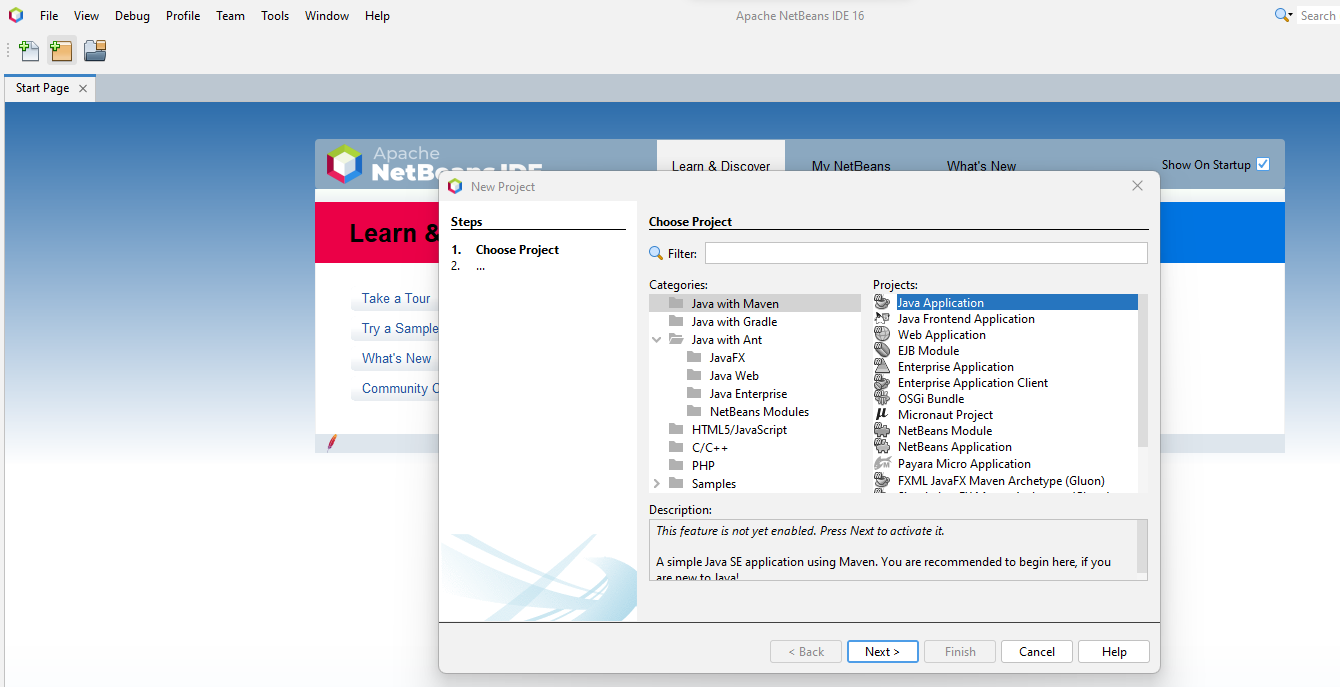 File View Debug Profile Team Tools Window Help
Apache NetBeans IDE 16
Search
Start Page
Apache
Learn & Discover My NetBeans What's New
Show On Startup
Learn &
Take a Tour
Try a Sample
What's New
Community
New Project
Steps
1. Choose Project
2. ...
Choose Project
Filter:
Categories:
Java with Maven
Java with Gradle
Java with Ant
JavaFX
Java Web
Java Enterprise
NetBeans Modules
HTML5/JavaScript
C/C++
PHP
Samples
Projects:
Java Application
Java Frontend Application
Web Application
EJB Module
Enterprise Application
Enterprise Application Client
OSGi Bundle
Micronaut Project
NetBeans Module
NetBeans Application
Payara Micro Application
FXML JavaFX Maven Archetype (Gluon)
Description:
This feature is not yet enabled. Press Next to activate it.
A simple Java SE application using Maven. You are recommended to begin here, if you
are new to Java!
< Back Next > Finish Cancel Help